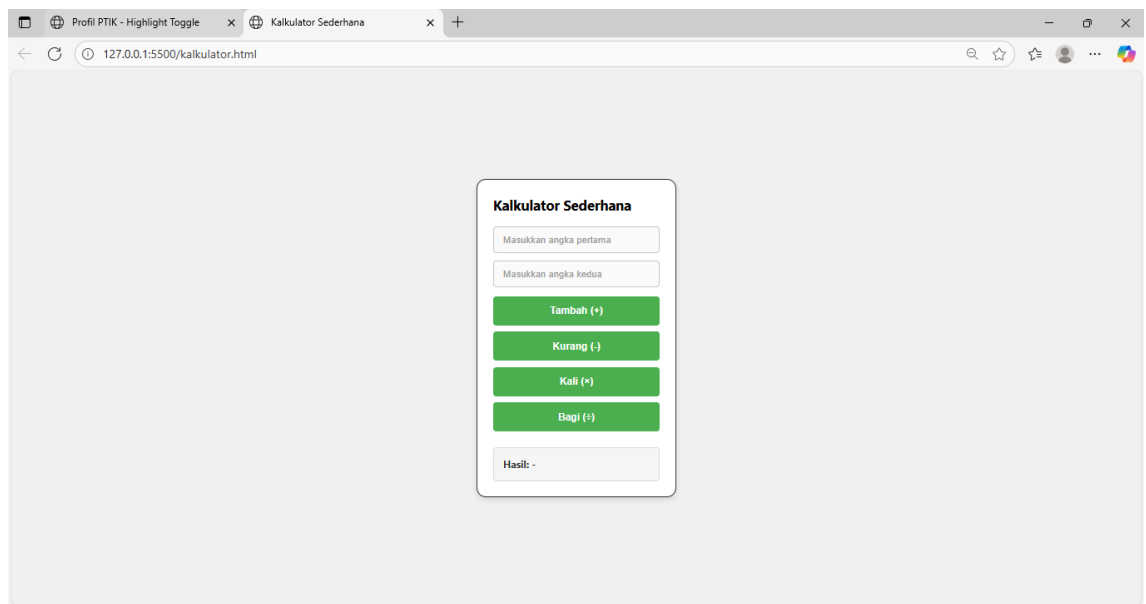 Profil PTIK - Highlight Toggle
Kalkulator Sederhana
127.0.0.1:5500/kalkulator.html
Kalkulator Sederhana
Masukkan angka pertama
Masukkan angka kedua
Tambah (+)
Kurang (-)
Kali (×)
Bagi (÷)
Hasil: -